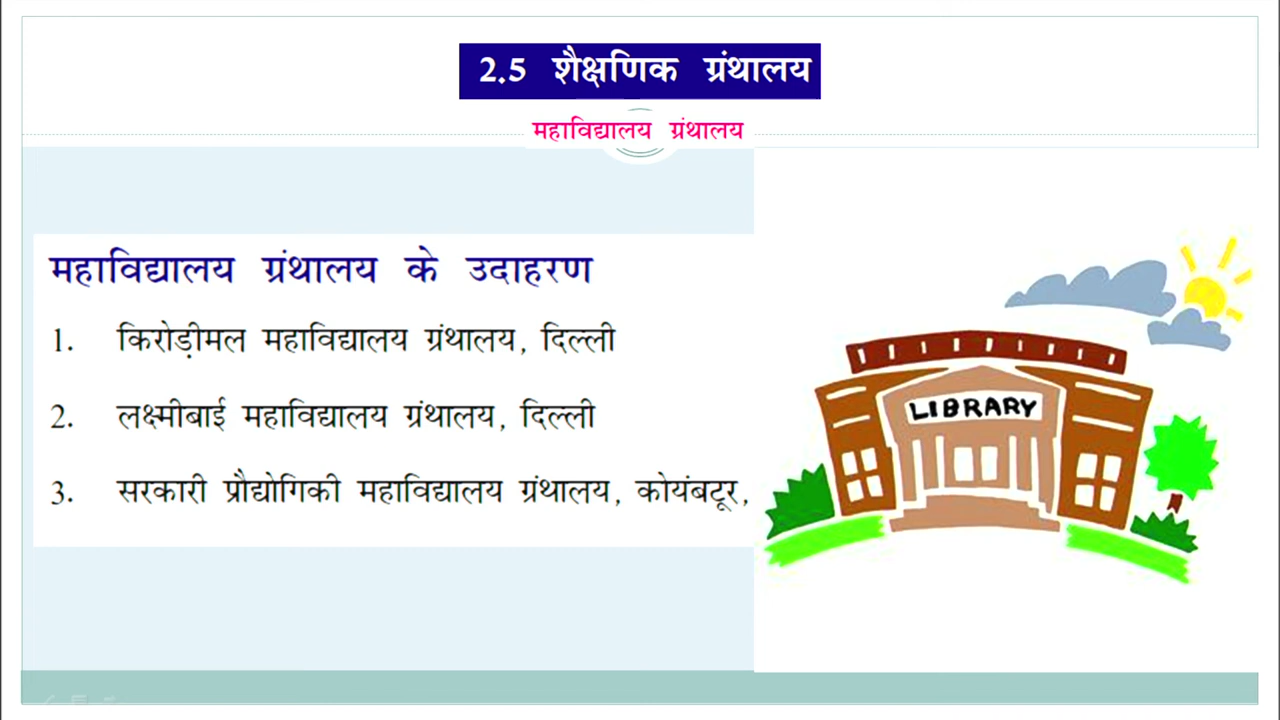 2.5 शैक्षणिक ग्रंथालय
महाविद्यालय ग्रंथालय
महाविद्यालय ग्रंथालय के उदाहरण
1. किरोड़ीमल महाविद्यालय ग्रंथालय, दिल्ली
2. लक्ष्मीबाई महाविद्यालय ग्रंथालय, दिल्ली
3. सरकारी प्रौद्योगिकी महाविद्यालय ग्रंथालय, कोयंबटूर,
LIBRARY